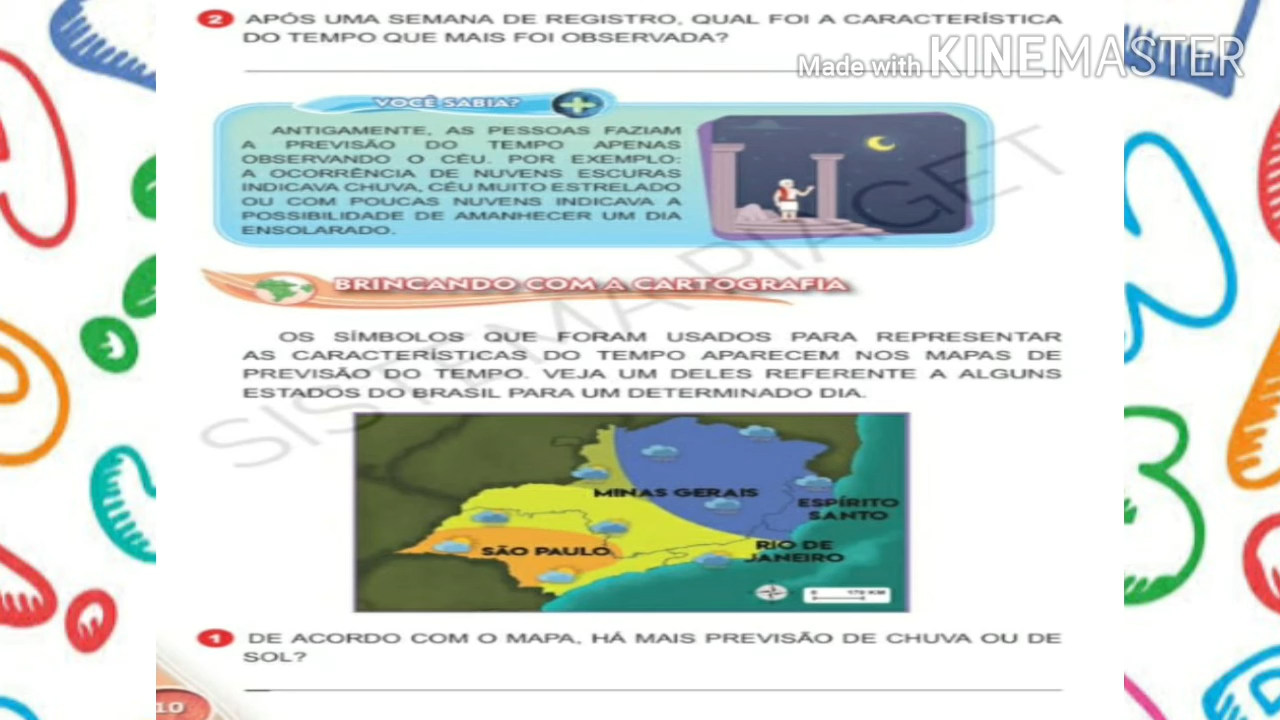 2 APÓS UMA SEMANA DE REGISTRO, QUAL FOI A CARACTERÍSTICA
DO TEMPO QUE MAIS FOI OBSERVADA?
Made with KINEMASTER
VOCÊ SABIA?
ANTIGAMENTE, AS PESSOAS FAZIAM
A PREVISÃO DO TEMPO APENAS
OBSERVANDO O CÉU. POR EXEMPLO:
A OCORRÊNCIA DE NUVENS ESCURAS
INDICAVA CHUVA, CÉU MUITO ESTRELADO
OU COM POUCAS NUVENS INDICAVA A
POSSIBILIDADE DE AMANHECER UM DIA
ENSOLARADO.
SISTEMA PIAGET
BRINCANDO COM A CARTOGRAFIA
OS SÍMBOLOS QUE FORAM USADOS PARA REPRESENTAR
AS CARACTERÍSTICAS DO TEMPO APARECEM NOS MAPAS DE
PREVISÃO DO TEMPO. VEJA UM DELES REFERENTE A ALGUNS
ESTADOS DO BRASIL PARA UM DETERMINADO DIA.
MINAS GERAIS
ESPÍRITO
SANTO
SÃO PAULO
RIO DE
JANEIRO
0 170 KM
1 DE ACORDO COM O MAPA, HÁ MAIS PREVISÃO DE CHUVA OU DE
SOL?
10